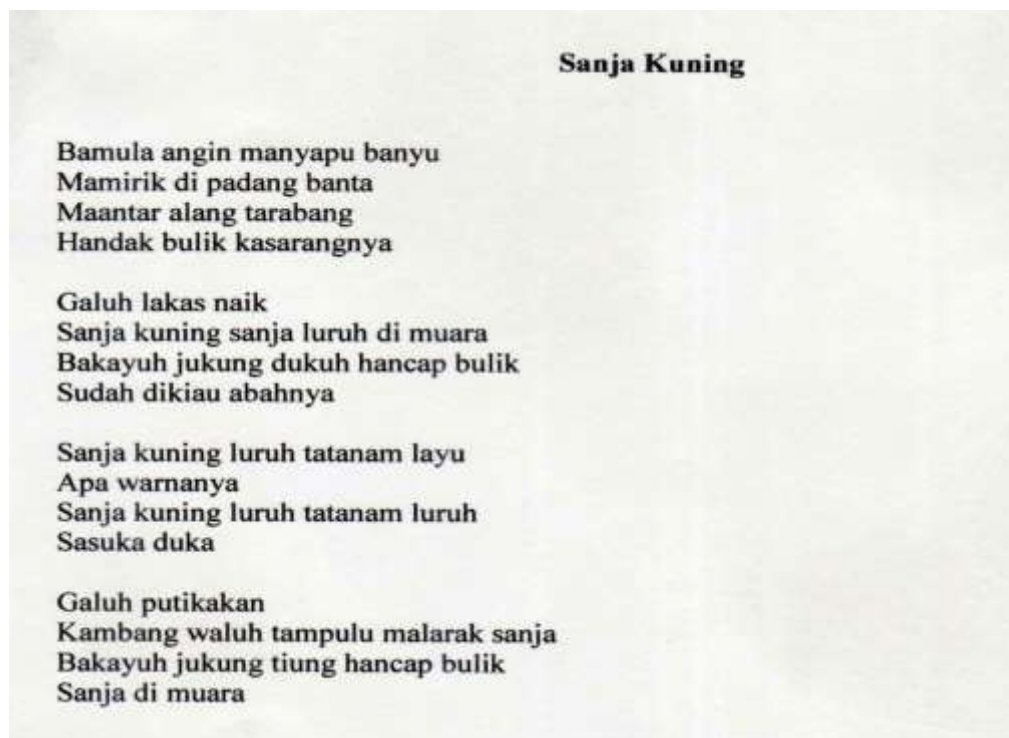 Sanja Kuning
Bamula angin manyapu banyu
Mamirik di padang banta
Maantar alang tarabang
Handak bulik kasarangnya
Galuh lakas naik
Sanja kuning sanja luruh di muara
Bakayuh jukung dukuh hancap bulik
Sudah dikiau abahnya
Sanja kuning luruh tatanam layu
Apa warnanya
Sanja kuning luruh tatanam luruh
Sasuka duka
Galuh putikakan
Kambang waluh tampulu malarak sanja
Bakayuh jukung tiung hancap bulik
Sanja di muara